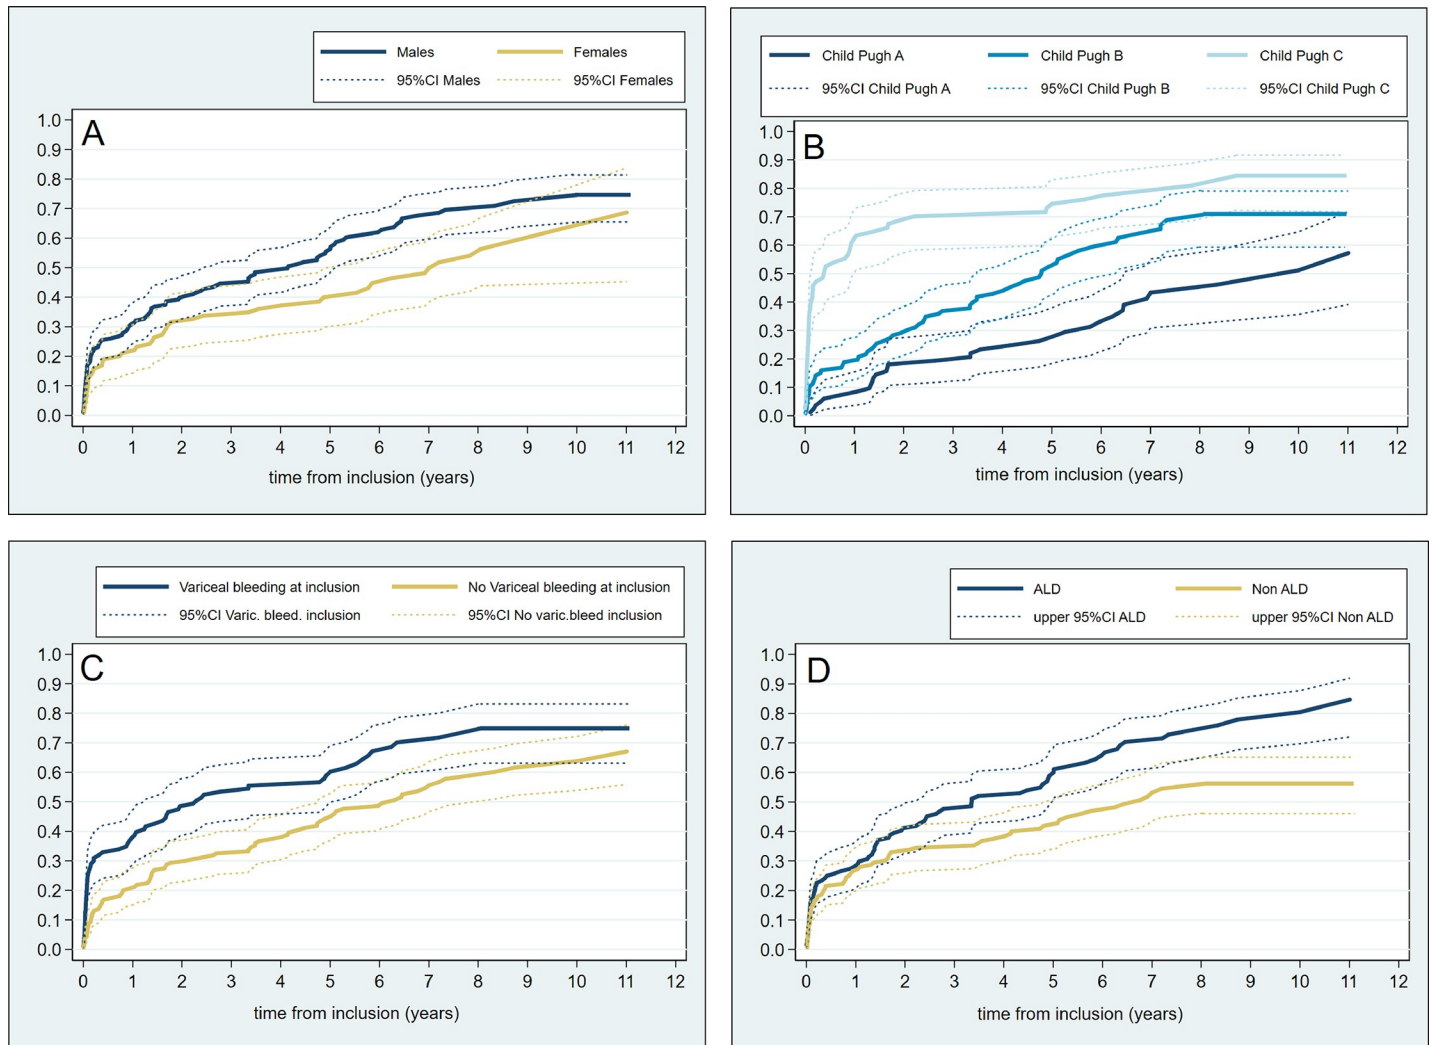 Males Females
95%CI Males 95%CI Females
A
1.0
0.9
0.8
0.7
0.6
0.5
0.4
0.3
0.2
0.1
0.0
0 1 2 3 4 5 6 7 8 9 10 11 12
time from inclusion (years)
Child Pugh A Child Pugh B Child Pugh C
95%CI Child Pugh A 95%CI Child Pugh B 95%CI Child Pugh C
B
1.0
0.9
0.8
0.7
0.6
0.5
0.4
0.3
0.2
0.1
0.0
0 1 2 3 4 5 6 7 8 9 10 11 12
time from inclusion (years)
Variceal bleeding at inclusion No Variceal bleeding at inclusion
95%CI Varic. bleed. inclusion 95%CI No varic.bleed inclusion
C
1.0
0.9
0.8
0.7
0.6
0.5
0.4
0.3
0.2
0.1
0.0
0 1 2 3 4 5 6 7 8 9 10 11 12
time from inclusion (years)
ALD Non ALD
upper 95%CI ALD upper 95%CI Non ALD
D
1.0
0.9
0.8
0.7
0.6
0.5
0.4
0.3
0.2
0.1
0.0
0 1 2 3 4 5 6 7 8 9 10 11 12
time from inclusion (years)